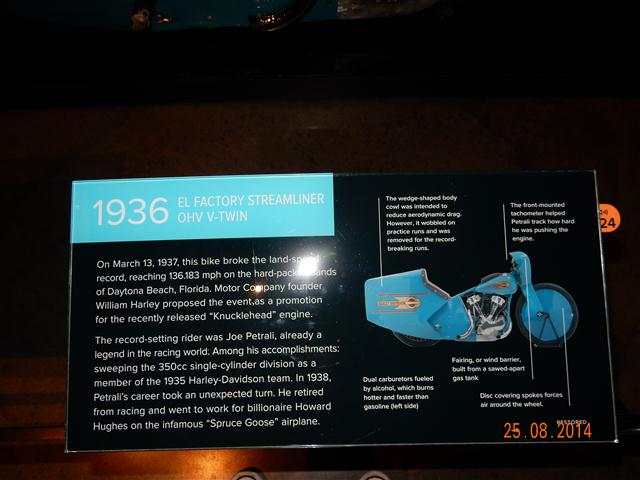 1936
EL FACTORY STREAMLINER
OHV V-TWIN
On March 13, 1937, this bike broke the land-speed
record, reaching 136.183 mph on the hard-packed sands
of Daytona Beach, Florida. Motor Company founder
William Harley proposed the event as a promotion
for the recently released “Knucklehead” engine.
The record-setting rider was Joe Petrali, already a
legend in the racing world. Among his accomplishments:
sweeping the 350cc single-cylinder division as a
member of the 1935 Harley-Davidson team. In 1938,
Petrali's career took an unexpected turn. He retired
from racing and went to work for billionaire Howard
Hughes on the infamous “Spruce Goose” airplane.
The wedge-shaped body
cowl was intended to
reduce aerodynamic drag.
However, it wobbled on
practice runs and was
removed for the record-
breaking runs.
The front-mounted
tachometer helped
Petrali track how hard
he was pushing the
engine.
Fairing, or wind barrier,
built from a sawed-apart
gas tank
Dual carburetors fueled
by alcohol, which burns
hotter and faster than
gasoline (left side)
Disc covering spokes forces
air around the wheel.
RESTORED
24
25.08.2014